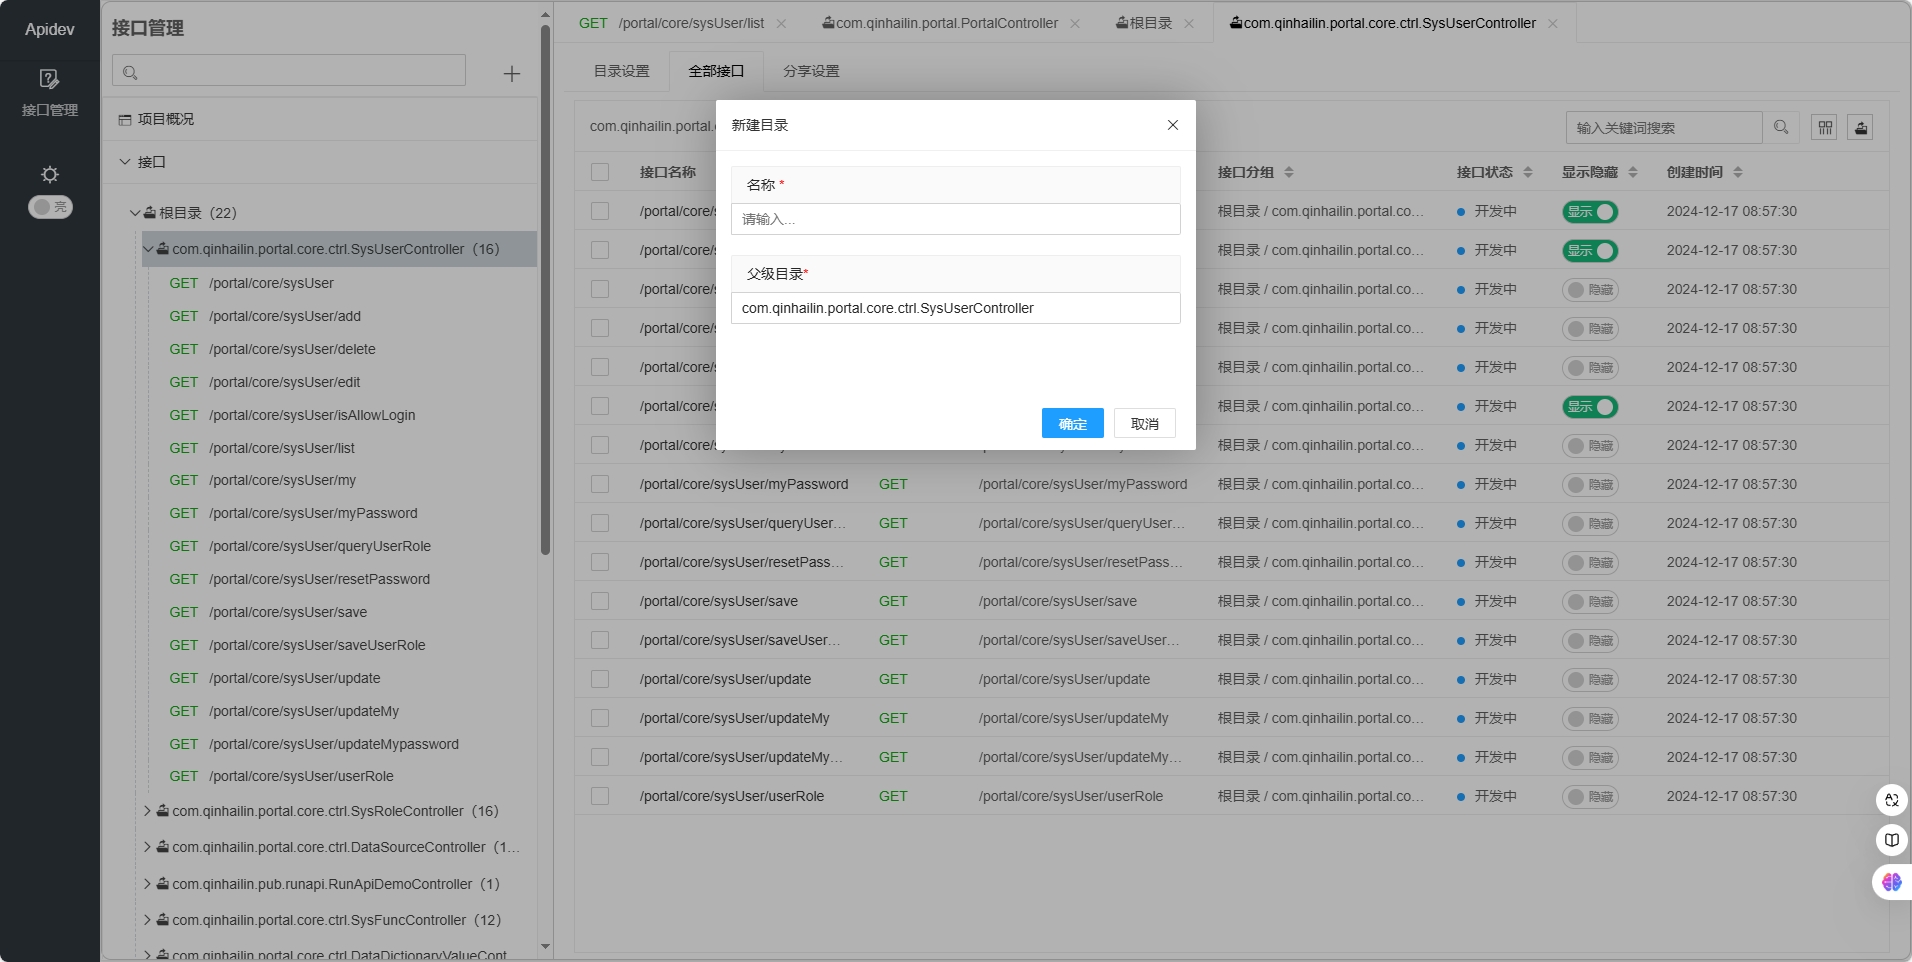 Apidev
接口管理
亮
接口管理
项目概况
接口
根目录（22）
com.qinhailin.portal.core.ctrl.SysUserController（16）
GET /portal/core/sysUser
GET /portal/core/sysUser/add
GET /portal/core/sysUser/delete
GET /portal/core/sysUser/edit
GET /portal/core/sysUser/isAllowLogin
GET /portal/core/sysUser/list
GET /portal/core/sysUser/my
GET /portal/core/sysUser/myPassword
GET /portal/core/sysUser/queryUserRole
GET /portal/core/sysUser/resetPassword
GET /portal/core/sysUser/save
GET /portal/core/sysUser/saveUserRole
GET /portal/core/sysUser/update
GET /portal/core/sysUser/updateMy
GET /portal/core/sysUser/updateMypassword
GET /portal/core/sysUser/userRole
com.qinhailin.portal.core.ctrl.SysRoleController（16）
com.qinhailin.portal.core.ctrl.DataSourceController（1...
com.qinhailin.pub.runapi.RunApiDemoController（1）
com.qinhailin.portal.core.ctrl.SysFuncController（12）
com.qinhailin.portal.core.ctrl.DataDictionaryValueCont
GET /portal/core/sysUser/list
com.qinhailin.portal.PortalController
根目录
com.qinhailin.portal.core.ctrl.SysUserController
目录设置 全部接口 分享设置
com.qinhailin.portal.
输入关键词搜索
新建目录
名称 *
请输入...
父级目录*
com.qinhailin.portal.core.ctrl.SysUserController
确定 取消
接口名称 接口分组 接口状态 显示隐藏 创建时间
/portal/core/s 根目录 / com.qinhailin.portal.co... 开发中 显示 2024-12-17 08:57:30
/portal/core/s 根目录 / com.qinhailin.portal.co... 开发中 显示 2024-12-17 08:57:30
/portal/core/s 根目录 / com.qinhailin.portal.co... 开发中 隐藏 2024-12-17 08:57:30
/portal/core/s 根目录 / com.qinhailin.portal.co... 开发中 隐藏 2024-12-17 08:57:30
/portal/core/s 根目录 / com.qinhailin.portal.co... 开发中 隐藏 2024-12-17 08:57:30
/portal/core/s 根目录 / com.qinhailin.portal.co... 开发中 显示 2024-12-17 08:57:30
/portal/core/ 根目录 / com.qinhailin.portal.co... 开发中 隐藏 2024-12-17 08:57:30
/portal/core/sysUser/myPassword GET /portal/core/sysUser/myPassword 根目录 / com.qinhailin.portal.co... 开发中 隐藏 2024-12-17 08:57:30
/portal/core/sysUser/queryUser... GET /portal/core/sysUser/queryUser... 根目录 / com.qinhailin.portal.co... 开发中 隐藏 2024-12-17 08:57:30
/portal/core/sysUser/resetPass... GET /portal/core/sysUser/resetPass... 根目录 / com.qinhailin.portal.co... 开发中 隐藏 2024-12-17 08:57:30
/portal/core/sysUser/save GET /portal/core/sysUser/save 根目录 / com.qinhailin.portal.co... 开发中 隐藏 2024-12-17 08:57:30
/portal/core/sysUser/saveUser... GET /portal/core/sysUser/saveUser... 根目录 / com.qinhailin.portal.co... 开发中 隐藏 2024-12-17 08:57:30
/portal/core/sysUser/update GET /portal/core/sysUser/update 根目录 / com.qinhailin.portal.co... 开发中 隐藏 2024-12-17 08:57:30
/portal/core/sysUser/updateMy GET /portal/core/sysUser/updateMy 根目录 / com.qinhailin.portal.co... 开发中 隐藏 2024-12-17 08:57:30
/portal/core/sysUser/updateMy... GET /portal/core/sysUser/updateMy... 根目录 / com.qinhailin.portal.co... 开发中 隐藏 2024-12-17 08:57:30
/portal/core/sysUser/userRole GET /portal/core/sysUser/userRole 根目录 / com.qinhailin.portal.co... 开发中 隐藏 2024-12-17 08:57:30